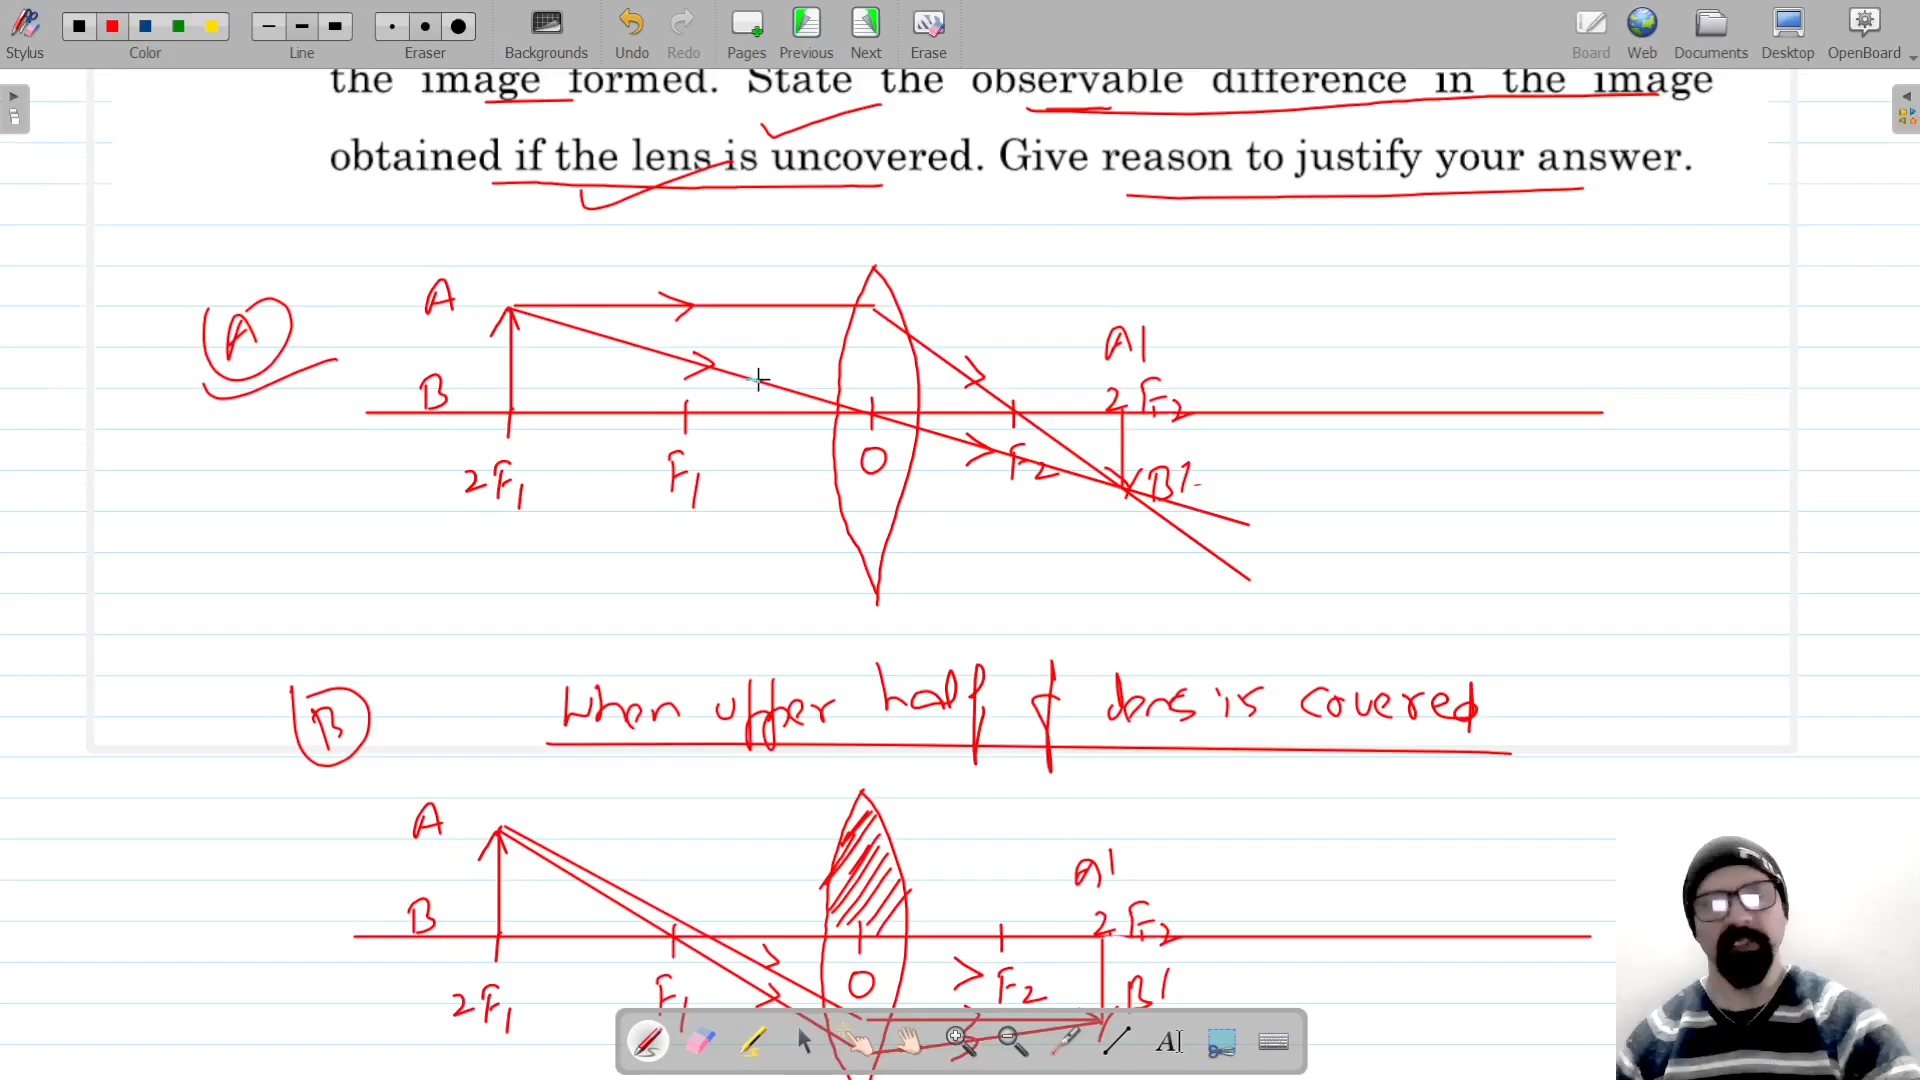 Stylus Color Line Eraser Backgrounds Undo Redo Pages Previous Next Erase Board Web Documents Desktop OpenBoard
the image formed. State the observable difference in the image
obtained if the lens is uncovered. Give reason to justify your answer.
A
A
A'
B
2F2
2F1
F1
O
F2
B'
B
When upper half of lens is covered
A
A'
B
2F2
2F1
F1
O
F2
B'